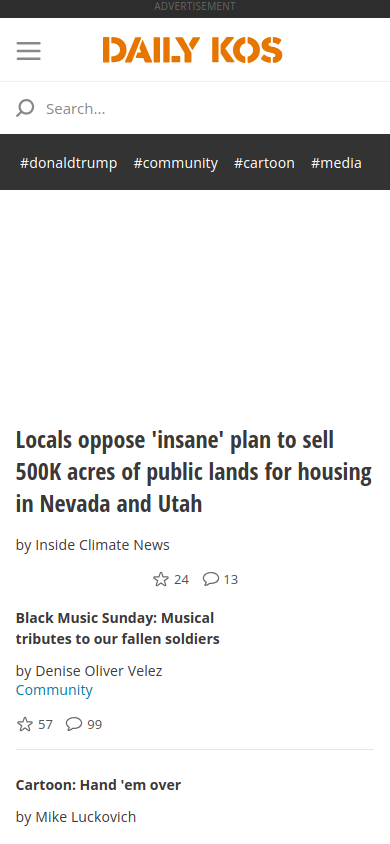 ADVERTISEMENT
DAILY KOS
Search...
#donaldtrump #community #cartoon #media
Locals oppose 'insane' plan to sell
500K acres of public lands for housing
in Nevada and Utah
by Inside Climate News
24 13
Black Music Sunday: Musical
tributes to our fallen soldiers
by Denise Oliver Velez
Community
57 99
Cartoon: Hand 'em over
by Mike Luckovich